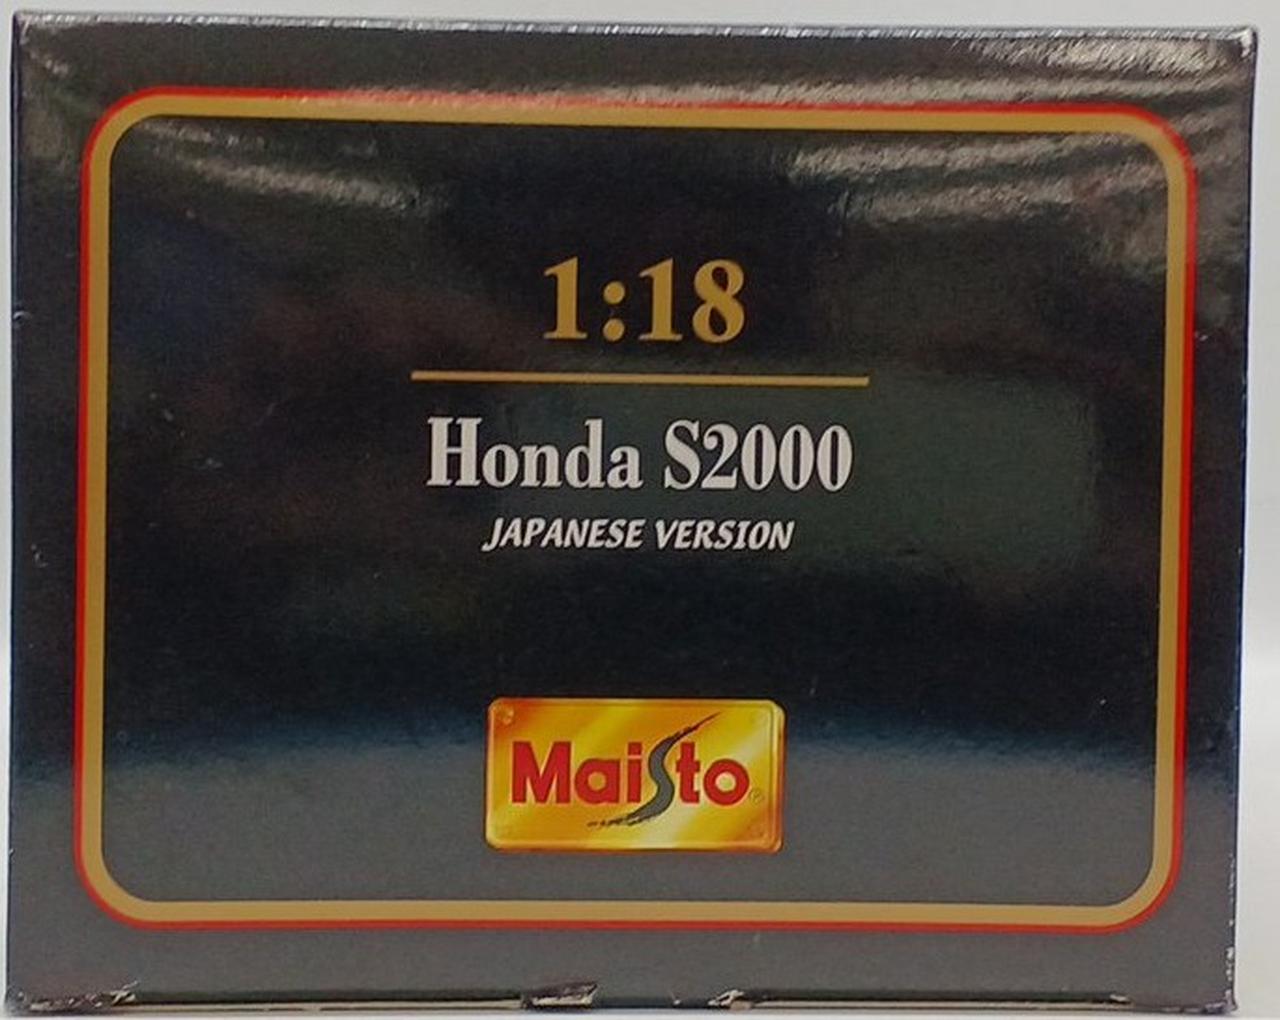 1:18
Honda S2000
JAPANESE VERSION
Maisto®